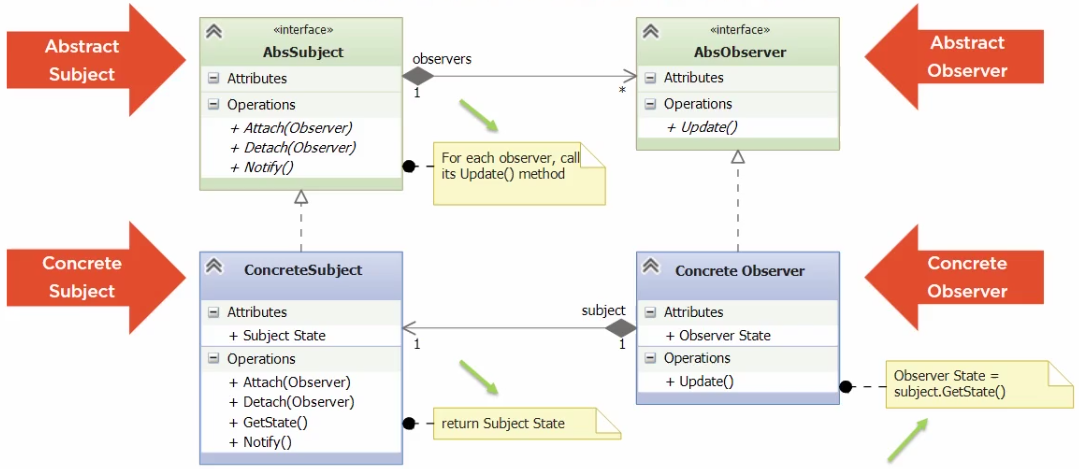 Abstract
Subject
«interface»
AbsSubject
Attributes
Operations
+ Attach(Observer)
+ Detach(Observer)
+ Notify()
observers
1
*
For each observer, call
its Update() method
«interface»
AbsObserver
Attributes
Operations
+ Update()
Abstract
Observer
Concrete
Subject
ConcreteSubject
Attributes
+ Subject State
Operations
+ Attach(Observer)
+ Detach(Observer)
+ GetState()
+ Notify()
subject
1
1
return Subject State
Concrete Observer
Attributes
+ Observer State
Operations
+ Update()
Concrete
Observer
Observer State =
subject.GetState()